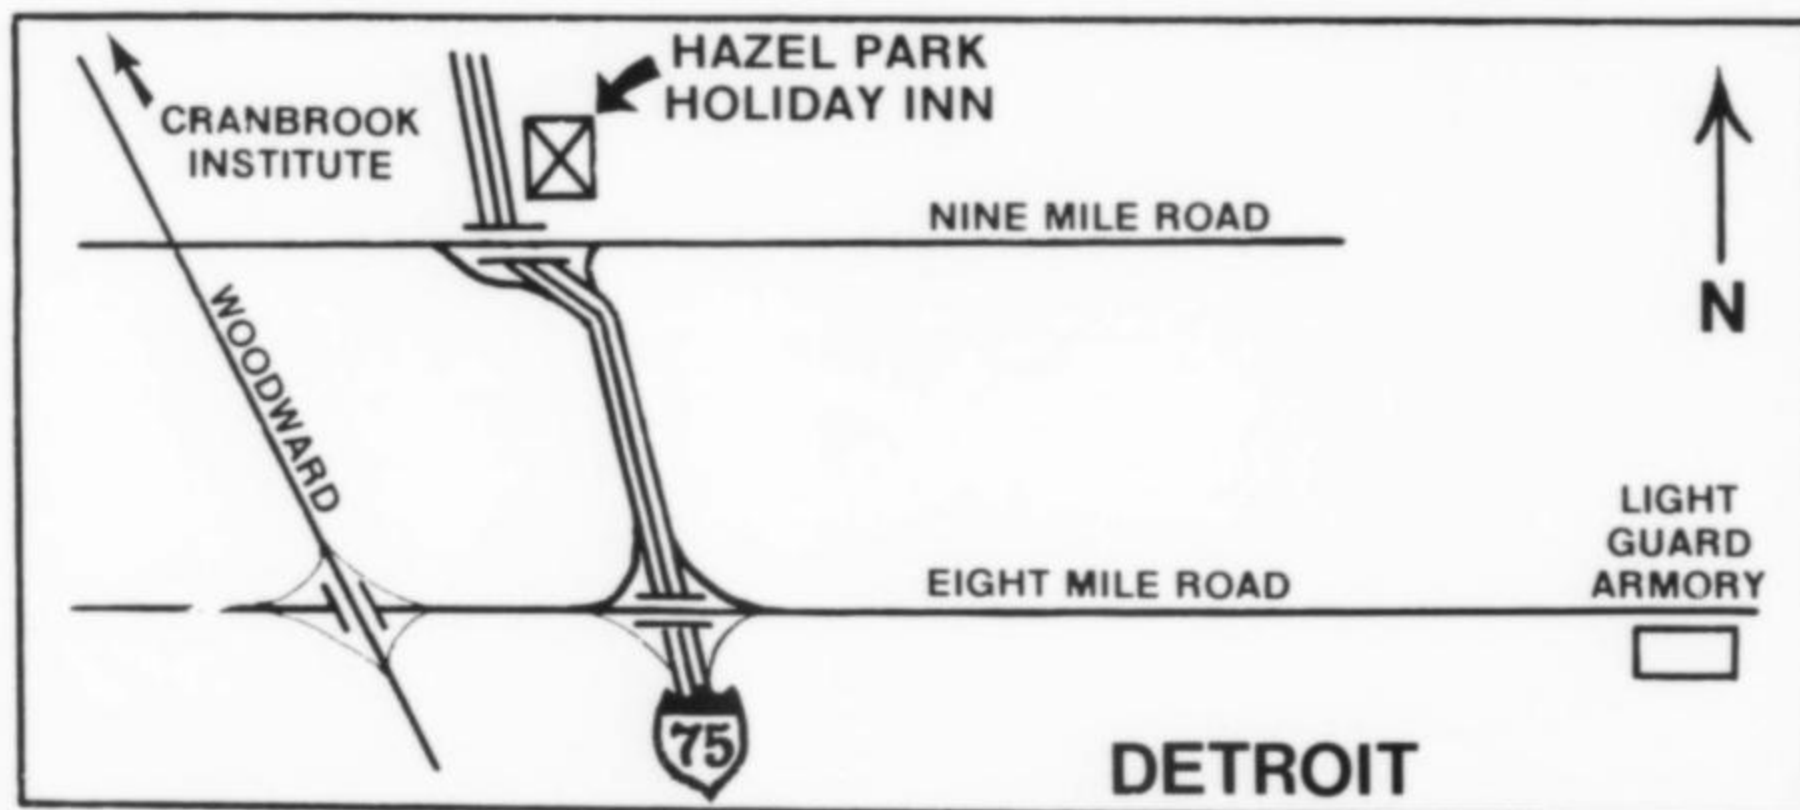 HAZEL PARK
HOLIDAY INN
CRANBROOK
INSTITUTE
NINE MILE ROAD
N
WOODWARD
LIGHT
GUARD
ARMORY
EIGHT MILE ROAD
75
DETROIT